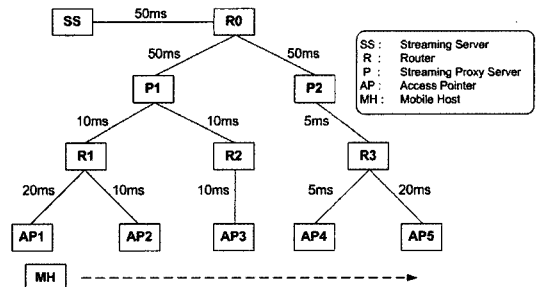 SS 50ms R0
50ms 50ms
P1 P2
10ms 10ms 5ms
R1 R2 R3
20ms 10ms 10ms 5ms 20ms
AP1 AP2 AP3 AP4 AP5
MH
SS : Streaming Server
R : Router
P : Streaming Proxy Server
AP: Access Pointer
MH: Mobile Host